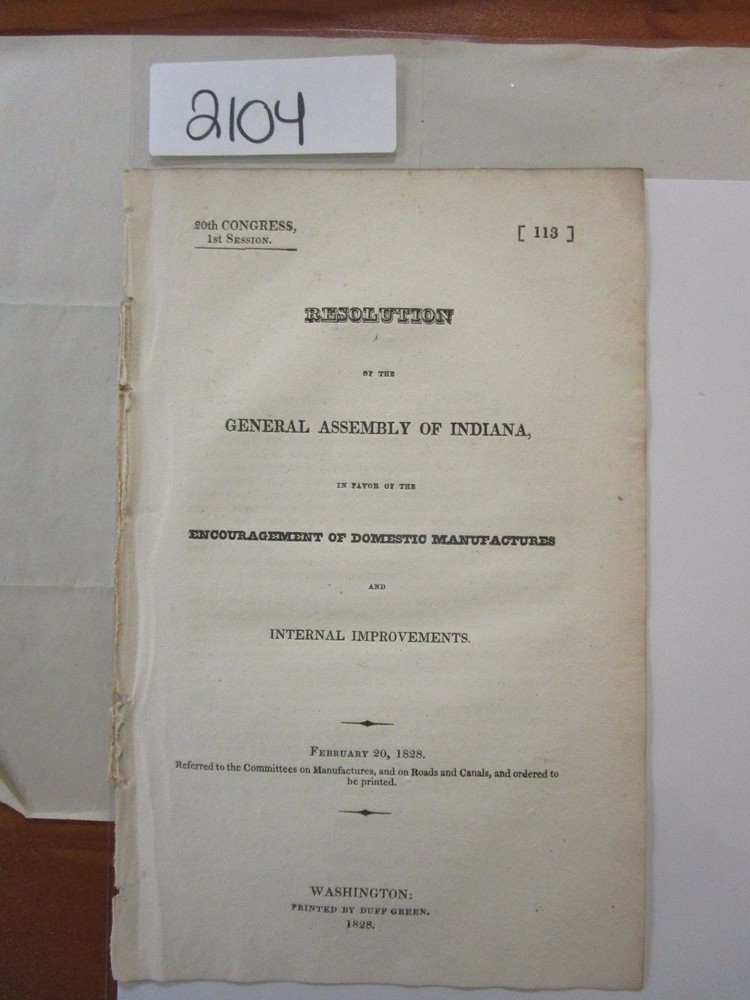 2104
20th CONGRESS,
1st SESSION.
[ 113 ]
RESOLUTION
OF THE
GENERAL ASSEMBLY OF INDIANA,
IN FAVOR OF THE
ENCOURAGEMENT OF DOMESTIC MANUFACTURES
AND
INTERNAL IMPROVEMENTS.
FEBRUARY 20, 1828.
Referred to the Committees on Manufactures, and on Roads and Canals, and ordered to
be printed.
WASHINGTON:
PRINTED BY DUFF GREEN.
1828.